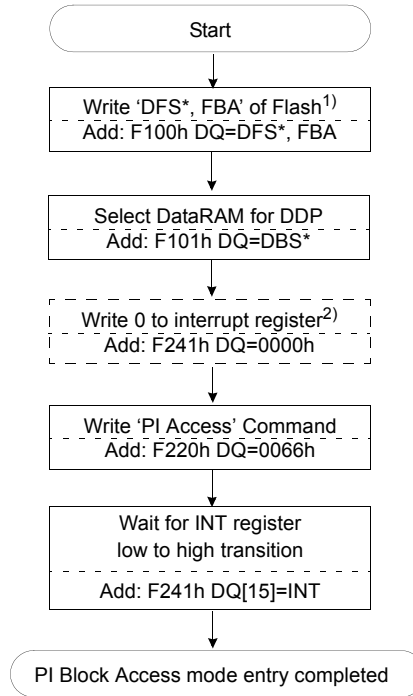 Start
Write ‘DFS*, FBA’ of Flash1)
Add: F100h DQ=DFS*, FBA
Select DataRAM for DDP
Add: F101h DQ=DBS*
Write 0 to interrupt register2)
Add: F241h DQ=0000h
Write ‘PI Access’ Command
Add: F220h DQ=0066h
Wait for INT register
low to high transition
Add: F241h DQ[15]=INT
PI Block Access mode entry completed